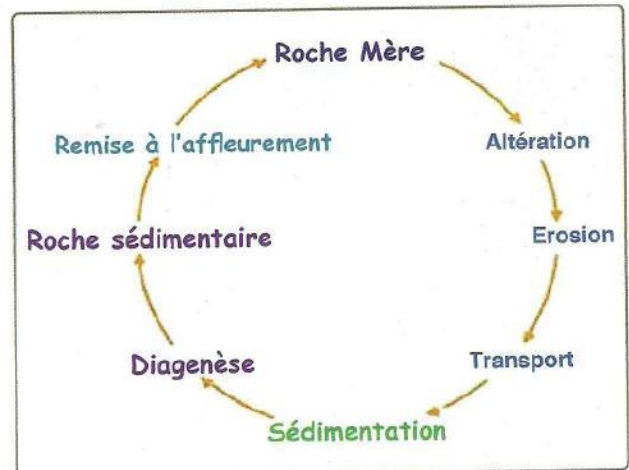 Roche Mère
Altération
Erosion
Transport
Sédimentation
Diagenèse
Roche sédimentaire
Remise à l'affleurement